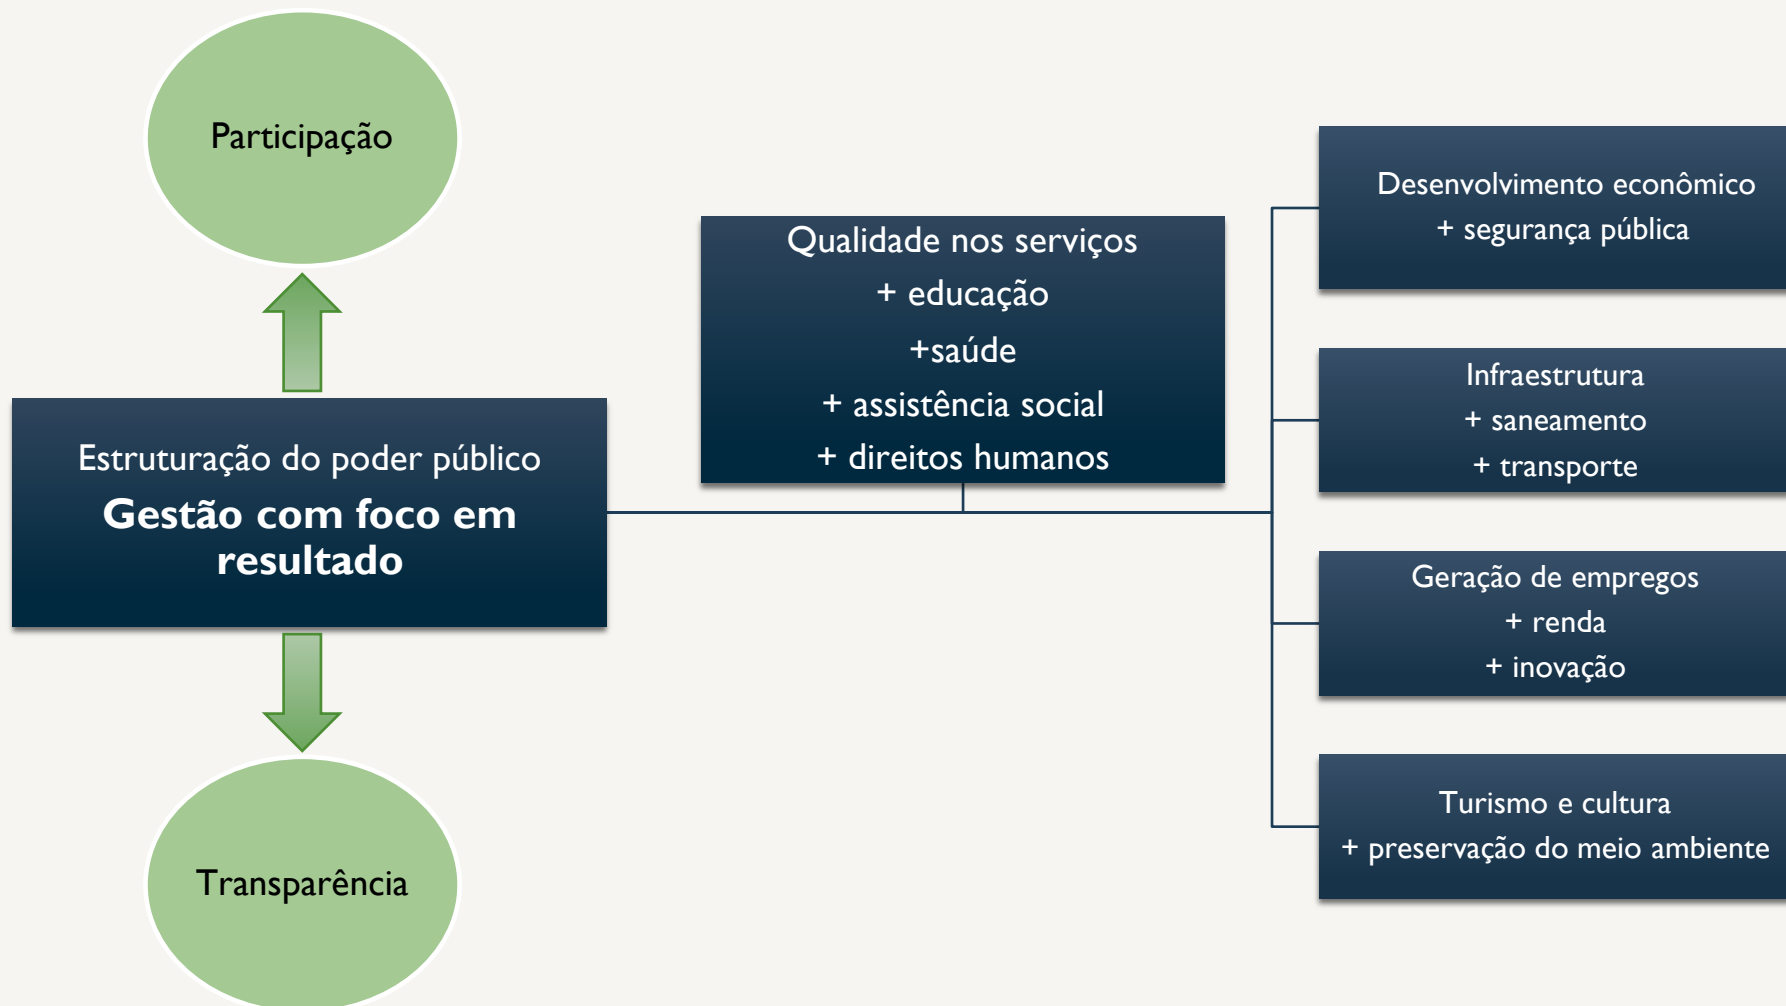 Participação
Estruturação do poder público
Gestão com foco em
resultado
Transparência
Qualidade nos serviços
+ educação
+saúde
+ assistência social
+ direitos humanos
Desenvolvimento econômico
+ segurança pública
Infraestrutura
+ saneamento
+ transporte
Geração de empregos
+ renda
+ inovação
Turismo e cultura
+ preservação do meio ambiente